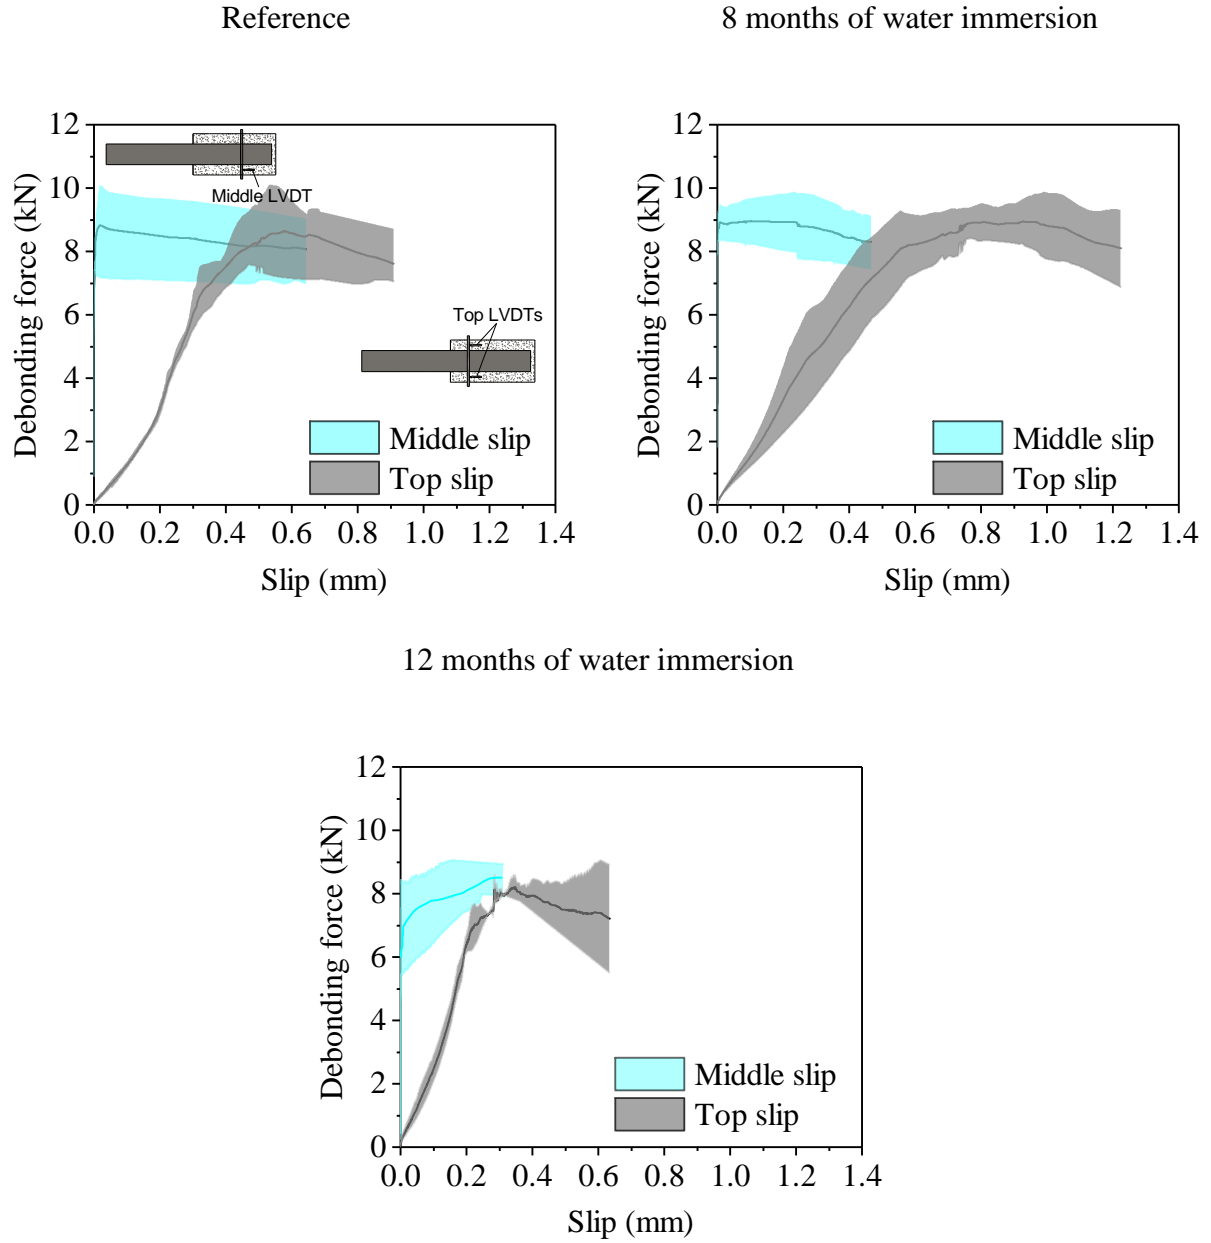 Reference
8 months of water immersion
12
10
8
6
4
2
0
Debonding force (kN)
Middle LVDT
Top LVDTs
Middle slip
Top slip
0.0 0.2 0.4 0.6 0.8 1.0 1.2 1.4
Slip (mm)
12
10
8
6
4
2
0
Debonding force (kN)
Middle slip
Top slip
0.0 0.2 0.4 0.6 0.8 1.0 1.2 1.4
Slip (mm)
12 months of water immersion
12
10
8
6
4
2
0
Debonding force (kN)
Middle slip
Top slip
0.0 0.2 0.4 0.6 0.8 1.0 1.2 1.4
Slip (mm)